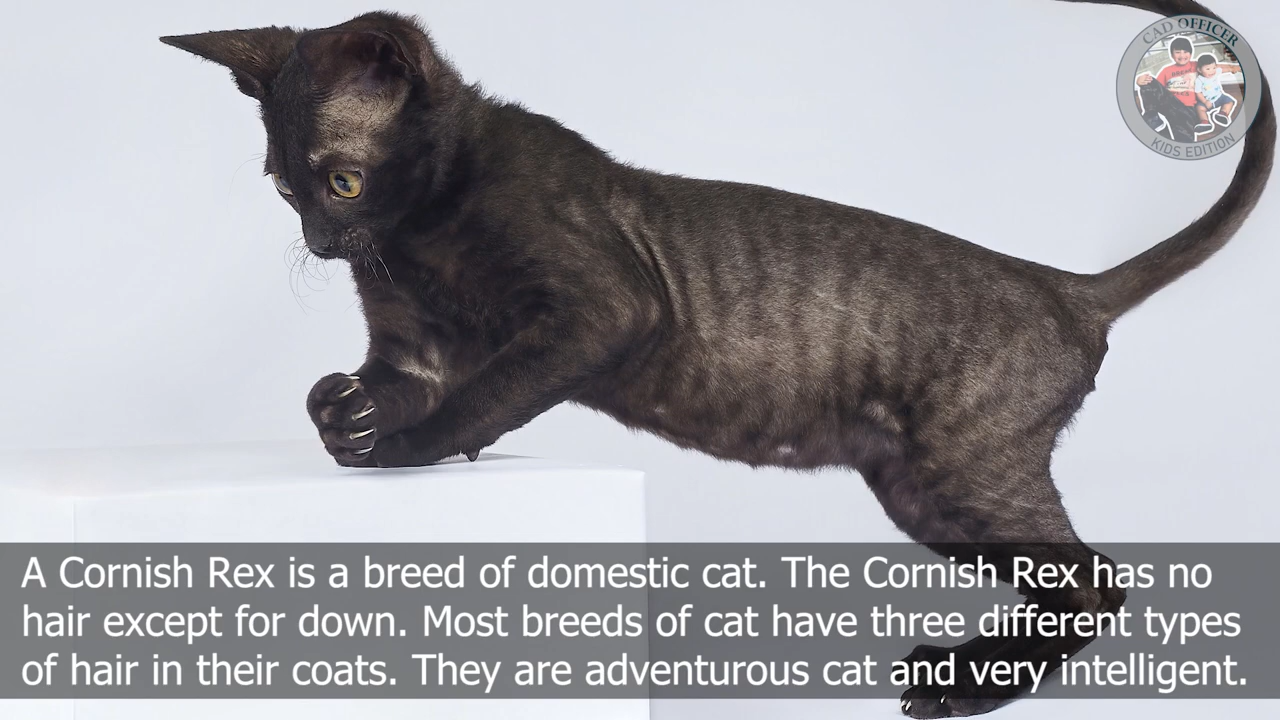 CAD OFFICER
KIDS EDITION
A Cornish Rex is a breed of domestic cat. The Cornish Rex has no
hair except for down. Most breeds of cat have three different types
of hair in their coats. They are adventurous cat and very intelligent.